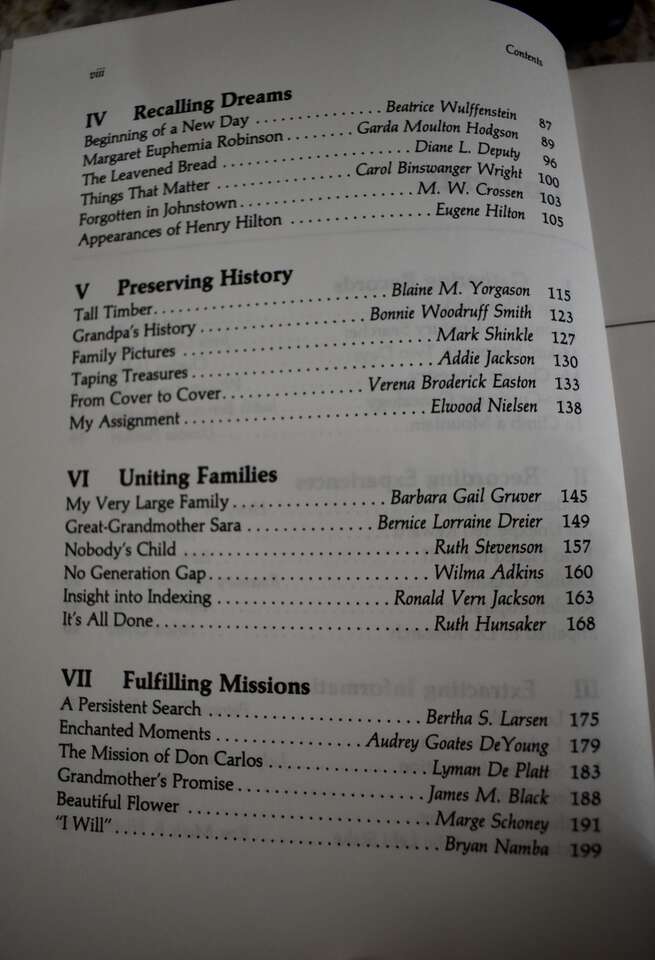 viii
Contents
IV Recalling Dreams
Beginning of a New Day . . . . . . . . . . . . . . . Beatrice Wulffenstein 87
Margaret Euphemia Robinson . . . . . . . . Garda Moulton Hodgson 89
The Leavened Bread . . . . . . . . . . . . . . . . . . . . . . Diane L. Deputy 96
Things That Matter . . . . . . . . . . . . . . . . Carol Binswanger Wright 100
Forgotten in Johnstown . . . . . . . . . . . . . . . . . . . . . M. W. Crossen 103
Appearances of Henry Hilton . . . . . . . . . . . . . . . . . Eugene Hilton 105
V Preserving History
Tall Timber . . . . . . . . . . . . . . . . . . . . . . . . . . . Blaine M. Yorgason 115
Grandpa's History . . . . . . . . . . . . . . . . . . . Bonnie Woodruff Smith 123
Family Pictures . . . . . . . . . . . . . . . . . . . . . . . . . . . . Mark Shinkle 127
Taping Treasures . . . . . . . . . . . . . . . . . . . . . . . . . . . Addie Jackson 130
From Cover to Cover . . . . . . . . . . . . . . . . Verena Broderick Easton 133
My Assignment . . . . . . . . . . . . . . . . . . . . . . . . . . . Elwood Nielsen 138
VI Uniting Families
My Very Large Family . . . . . . . . . . . . . . . . . . Barbara Gail Gruver 145
Great-Grandmother Sara . . . . . . . . . . . . . . Bernice Lorraine Dreier 149
Nobody's Child . . . . . . . . . . . . . . . . . . . . . . . . . . . . Ruth Stevenson 157
No Generation Gap . . . . . . . . . . . . . . . . . . . . . . . . . Wilma Adkins 160
Insight into Indexing . . . . . . . . . . . . . . . . . . . . Ronald Vern Jackson 163
It's All Done . . . . . . . . . . . . . . . . . . . . . . . . . . . . . . . Ruth Hunsaker 168
VII Fulfilling Missions
A Persistent Search . . . . . . . . . . . . . . . . . . . . . . . . . Bertha S. Larsen 175
Enchanted Moments . . . . . . . . . . . . . . . . . Audrey Goates DeYoung 179
The Mission of Don Carlos . . . . . . . . . . . . . . . . . . . Lyman De Platt 183
Grandmother's Promise . . . . . . . . . . . . . . . . . . . . . . James M. Black 188
Beautiful Flower . . . . . . . . . . . . . . . . . . . . . . . . . . . . Marge Schoney 191
"I Will" . . . . . . . . . . . . . . . . . . . . . . . . . . . . . . . . . . . . . Bryan Namba 199